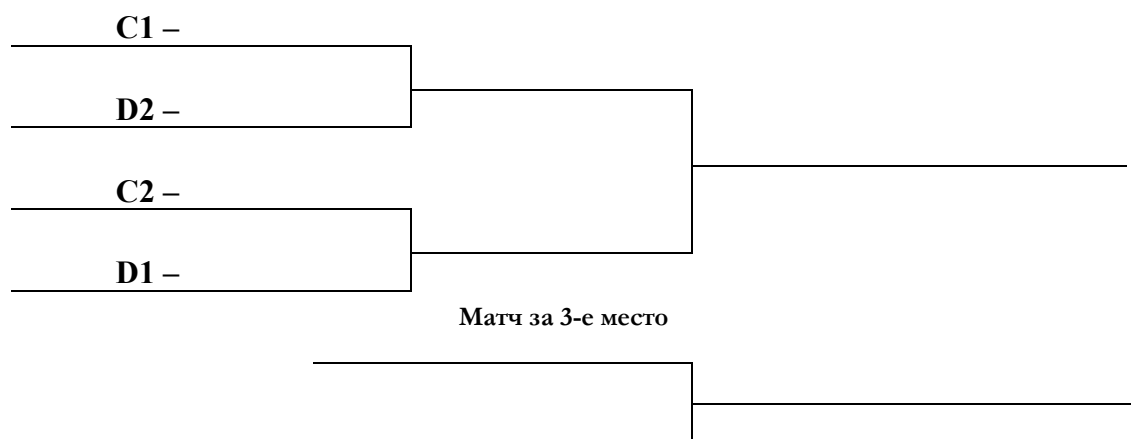 C1 –
D2 –
C2 –
D1 –
Матч за 3-е место